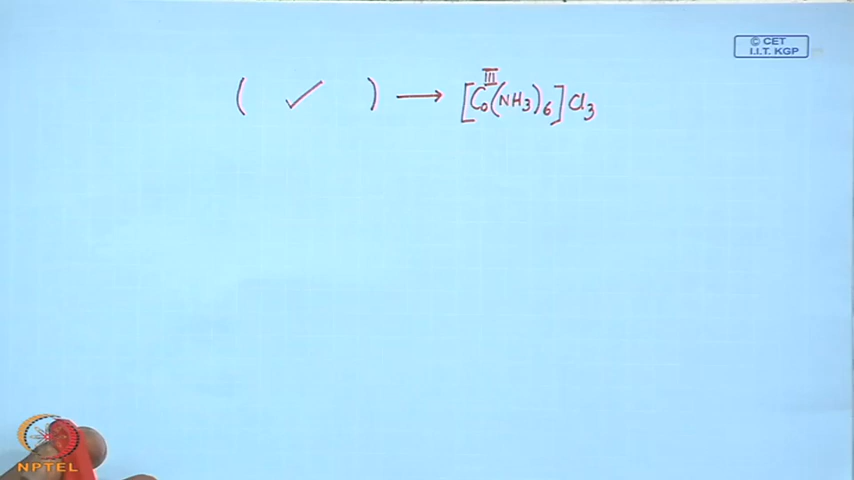 © CET
I.I.T. KGP
( ✓ ) → [Co(NH3)6]Cl3
III
NPTEL